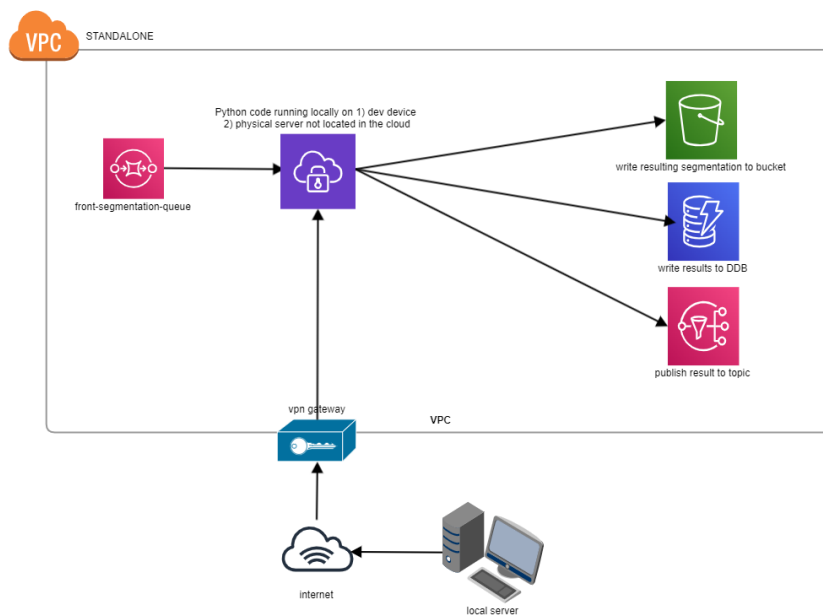 VPC
STANDALONE
Python code running locally on 1) dev device
2) physical server not located in the cloud
front-segmentation-queue
write resulting segmentation to bucket
write results to DDB
publish result to topic
vpn gateway
VPC
internet
local server